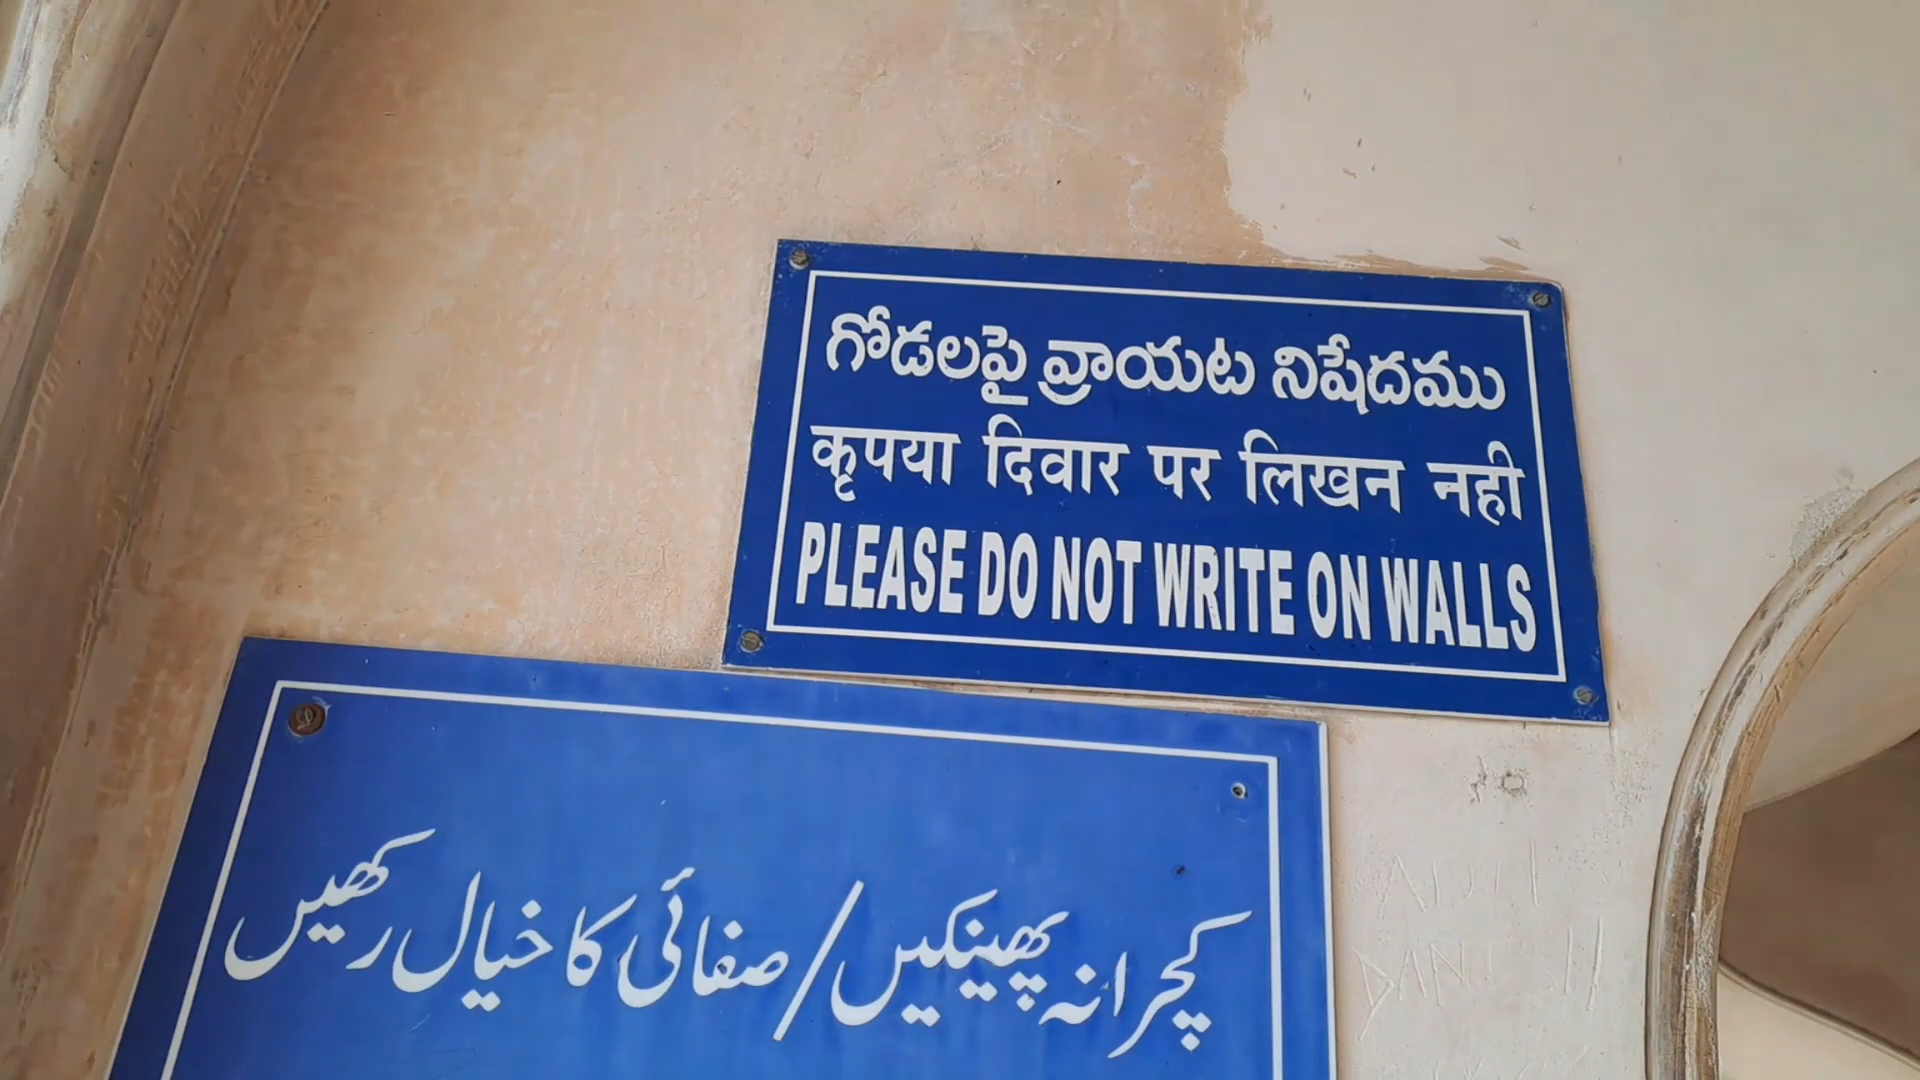 గోడలపై వ్రాయట నిషేదము
कृपया दिवार पर लिखन नही
PLEASE DO NOT WRITE ON WALLS
کچرا نہ پھینکیں / صفائی کا خیال رکھیں